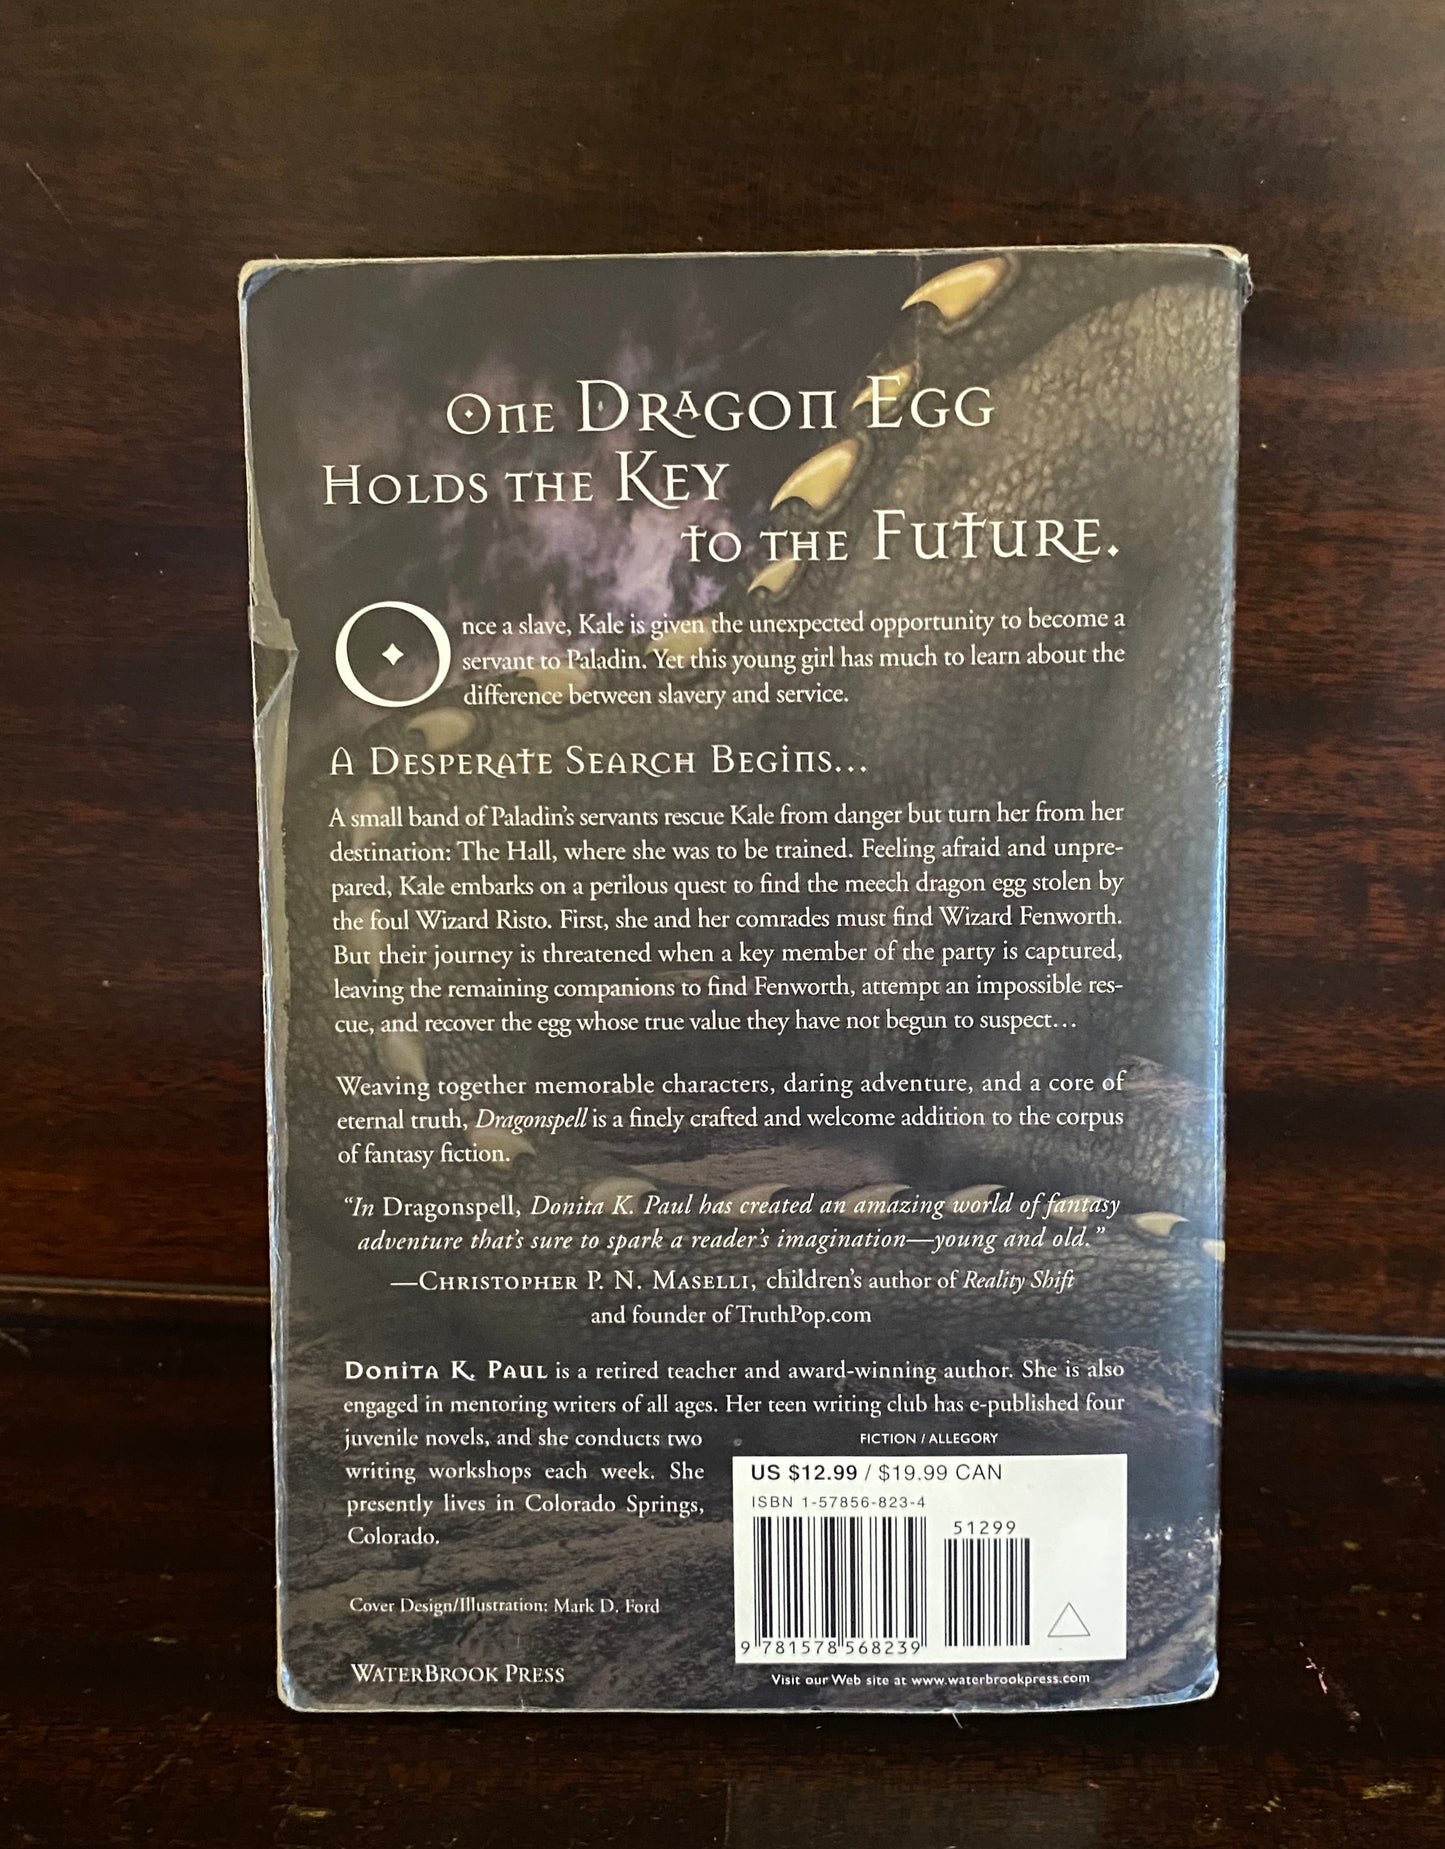 One Dragon Egg
Holds the Key
to the Future.
Once a slave, Kale is given the unexpected opportunity to become a
servant to Paladin. Yet this young girl has much to learn about the
difference between slavery and service.
A Desperate Search Begins...
A small band of Paladin's servants rescue Kale from danger but turn her from her
destination: The Hall, where she was to be trained. Feeling afraid and unpre-
pared, Kale embarks on a perilous quest to find the meech dragon egg stolen by
the foul Wizard Risto. First, she and her comrades must find Wizard Fenworth.
But their journey is threatened when a key member of the party is captured,
leaving the remaining companions to find Fenworth, attempt an impossible res-
cue, and recover the egg whose true value they have not begun to suspect...
Weaving together memorable characters, daring adventure, and a core of
eternal truth, Dragonspell is a finely crafted and welcome addition to the corpus
of fantasy fiction.
"In Dragonspell, Donita K. Paul has created an amazing world of fantasy
adventure that's sure to spark a reader's imagination—young and old."
—Christopher P. N. Maselli, children's author of Reality Shift
and founder of TruthPop.com
Donita K. Paul is a retired teacher and award-winning author. She is also
engaged in mentoring writers of all ages. Her teen writing club has e-published four
juvenile novels, and she conducts two
writing workshops each week. She
presently lives in Colorado Springs,
Colorado.
Cover Design/Illustration: Mark D. Ford
WaterBrook Press
FICTION / ALLEGORY
US $12.99 / $19.99 CAN
ISBN 1-57856-823-4
51299
9 781578 568239
Visit our Web site at www.waterbrookpress.com